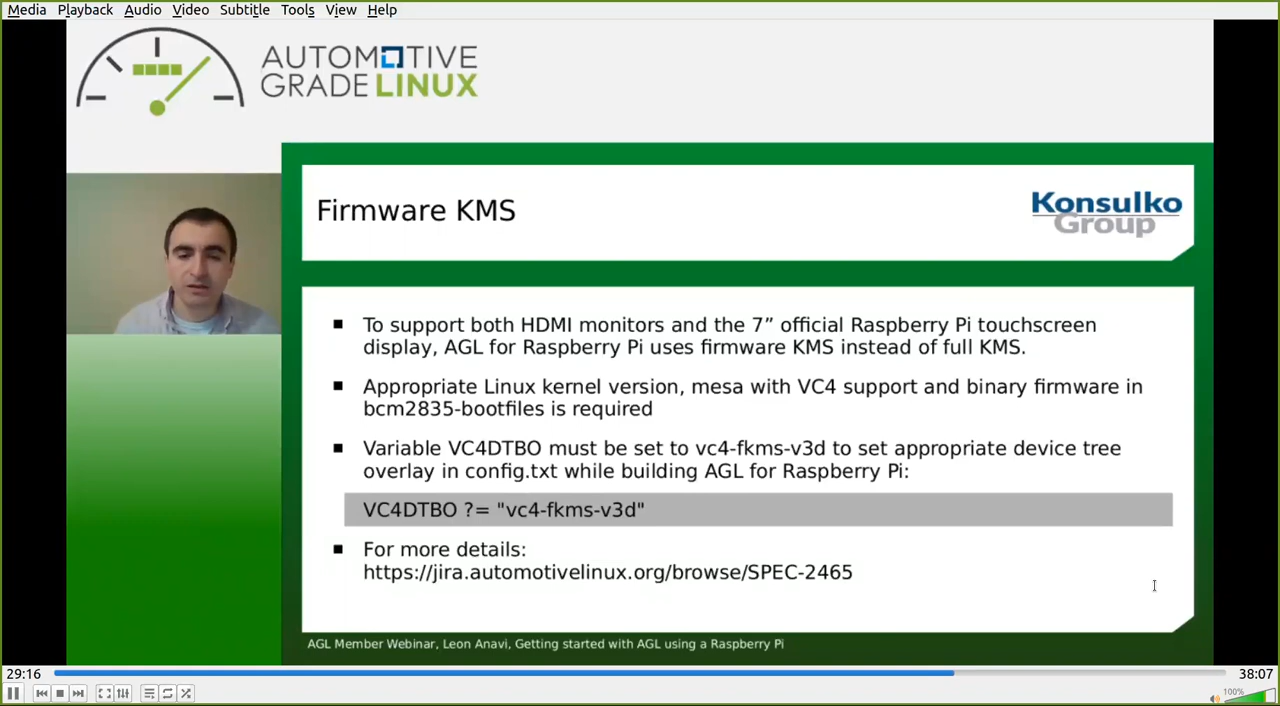 Media Playback Audio Video Subtitle Tools View Help
AUTOMOTIVE
GRADE LINUX
Firmware KMS
Konsulko
Group
▪ To support both HDMI monitors and the 7” official Raspberry Pi touchscreen
display, AGL for Raspberry Pi uses firmware KMS instead of full KMS.
▪ Appropriate Linux kernel version, mesa with VC4 support and binary firmware in
bcm2835-bootfiles is required
▪ Variable VC4DTBO must be set to vc4-fkms-v3d to set appropriate device tree
overlay in config.txt while building AGL for Raspberry Pi:
VC4DTBO ?= "vc4-fkms-v3d"
▪ For more details:
https://jira.automotivelinux.org/browse/SPEC-2465
AGL Member Webinar, Leon Anavi, Getting started with AGL using a Raspberry Pi
29:16 38:07
100%